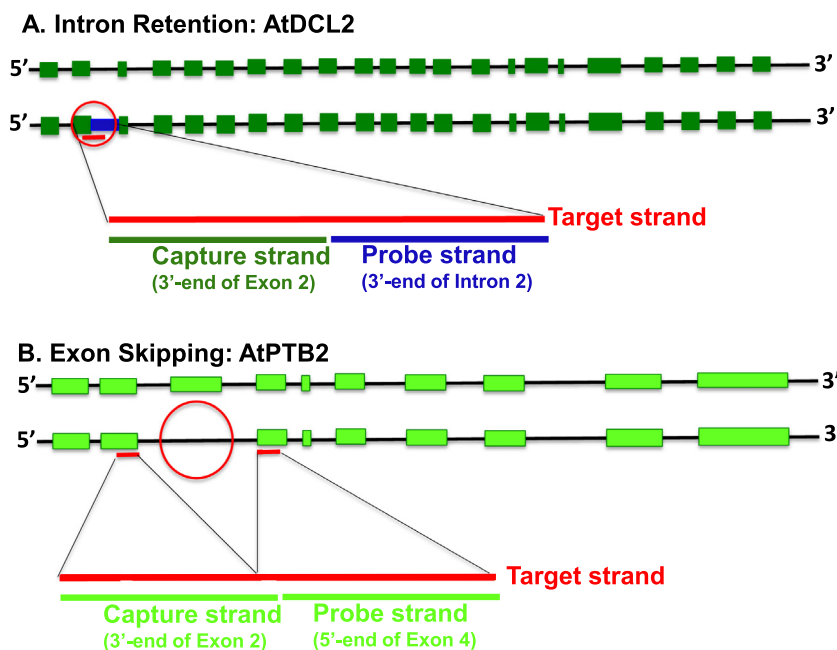 A. Intron Retention: AtDCL2
5' 3'
5' 3'
Target strand
Capture strand Probe strand
(3'-end of Exon 2) (3'-end of Intron 2)
B. Exon Skipping: AtPTB2
5' 3'
5' 3
Target strand
Capture strand Probe strand
(3'-end of Exon 2) (5'-end of Exon 4)